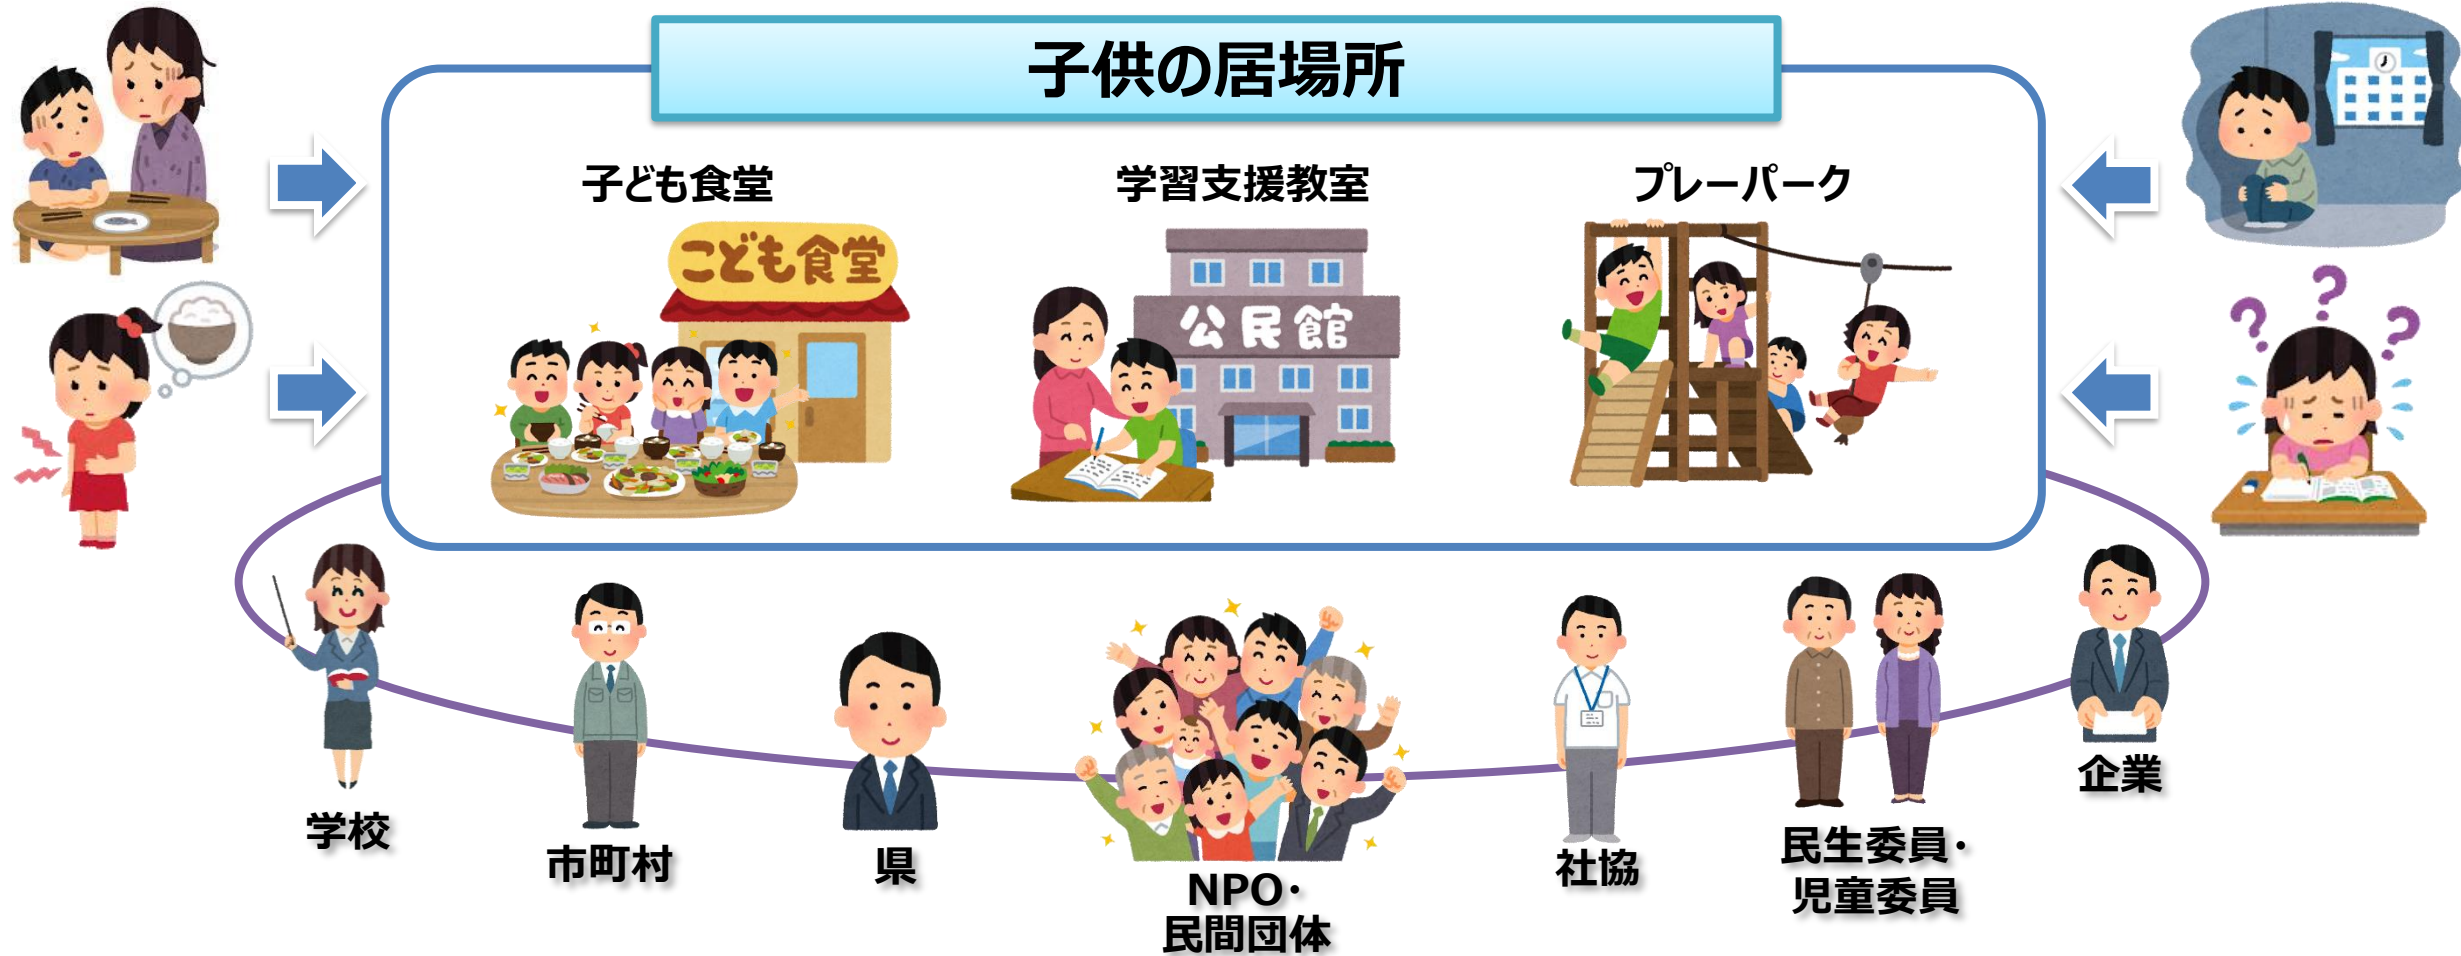 子供の居場所
子ども食堂
学習支援教室
プレーパーク
こども食堂
公民館
学校
市町村
県
NPO・
民間団体
社協
民生委員・
児童委員
企業